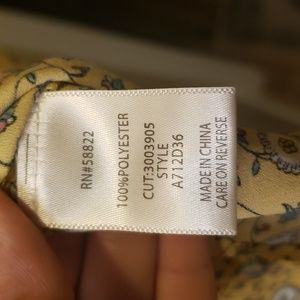 RN#58822
100%POLYESTER
CUT:3003905
STYLE
A712D36
MADE IN CHINA
CARE ON REVERSE